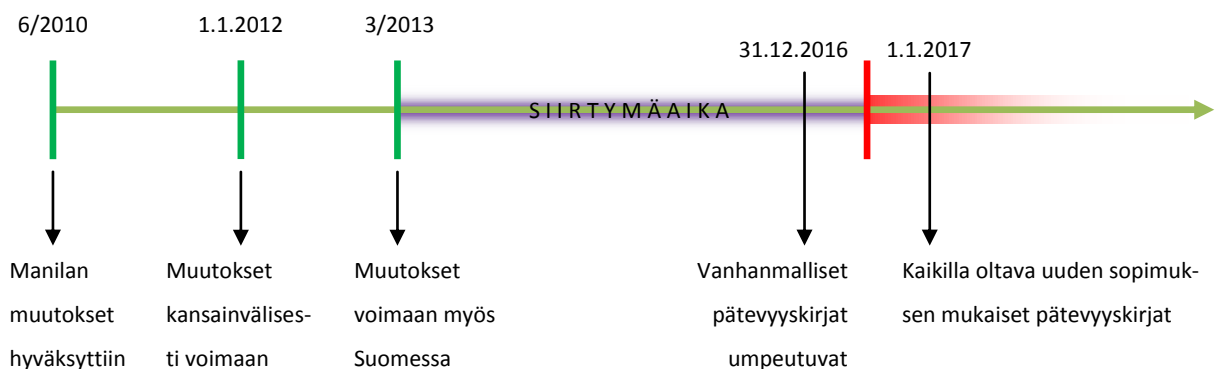 6/2010
1.1.2012
3/2013
31.12.2016
1.1.2017
SIIRTYMÄAIKA
Manilan
muutokset
hyväksyttiin
Muutokset
kansainvälises-
ti voimaan
Muutokset
voimaan myös
Suomessa
Vanhanmalliset
pätevyyskirjat
umpeutuvat
Kaikilla oltava uuden sopimuk-
sen mukaiset pätevyyskirjat